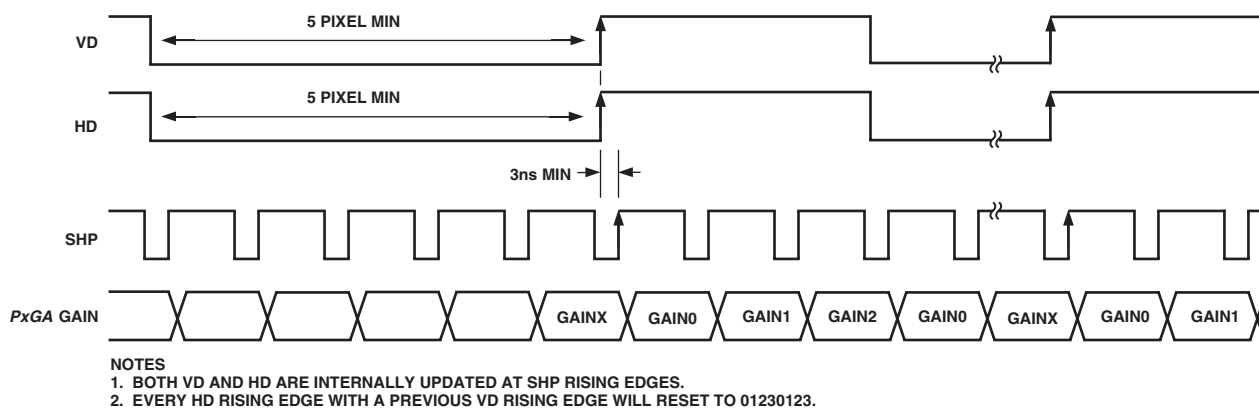 5 PIXEL MIN
VD
5 PIXEL MIN
HD
3ns MIN
SHP
PxGA GAIN
GAINX GAIN0 GAIN1 GAIN2 GAIN0 GAINX GAIN0 GAIN1
NOTES
1. BOTH VD AND HD ARE INTERNALLY UPDATED AT SHP RISING EDGES.
2. EVERY HD RISING EDGE WITH A PREVIOUS VD RISING EDGE WILL RESET TO 01230123.